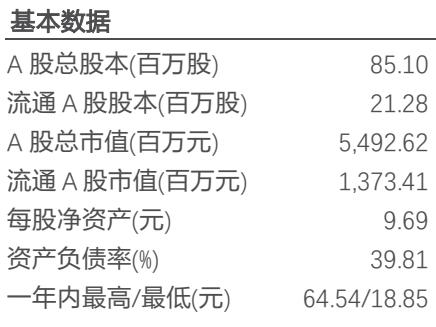 基本数据
A 股总股本(百万股) 85.10
流通 A 股股本(百万股) 21.28
A 股总市值(百万元) 5,492.62
流通 A 股市值(百万元) 1,373.41
每股净资产(元) 9.69
资产负债率(%) 39.81
一年内最高/最低(元) 64.54/18.85